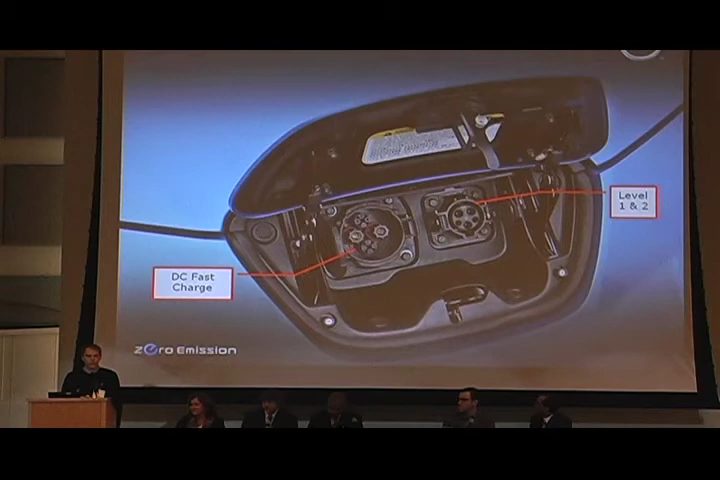 Level
1 & 2
DC Fast
Charge
Zero Emission